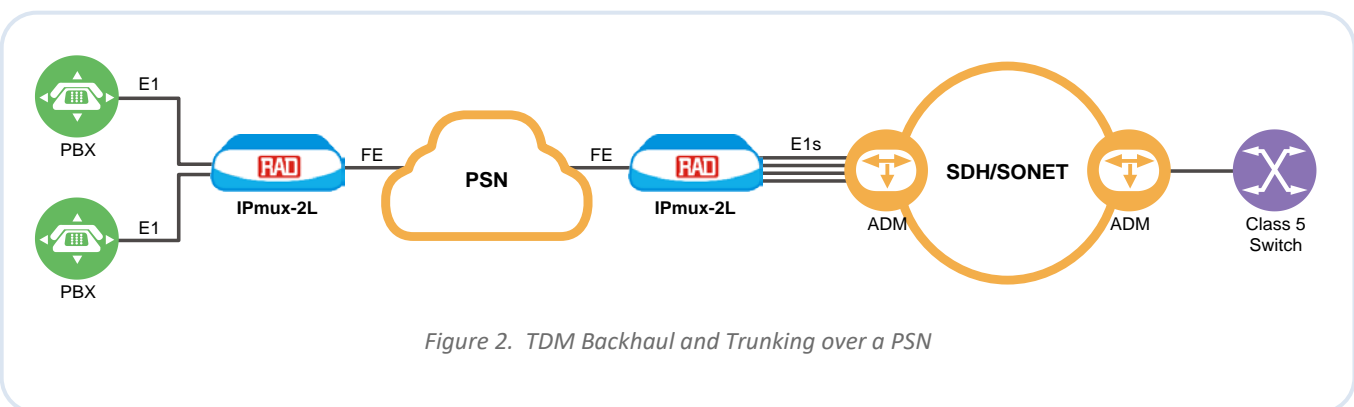 E1
PBX
RAD
IPmux-2L
FE
PSN
FE
RAD
IPmux-2L
E1s
ADM
SDH/SONET
ADM
Class 5
Switch
E1
PBX
Figure 2. TDM Backhaul and Trunking over a PSN